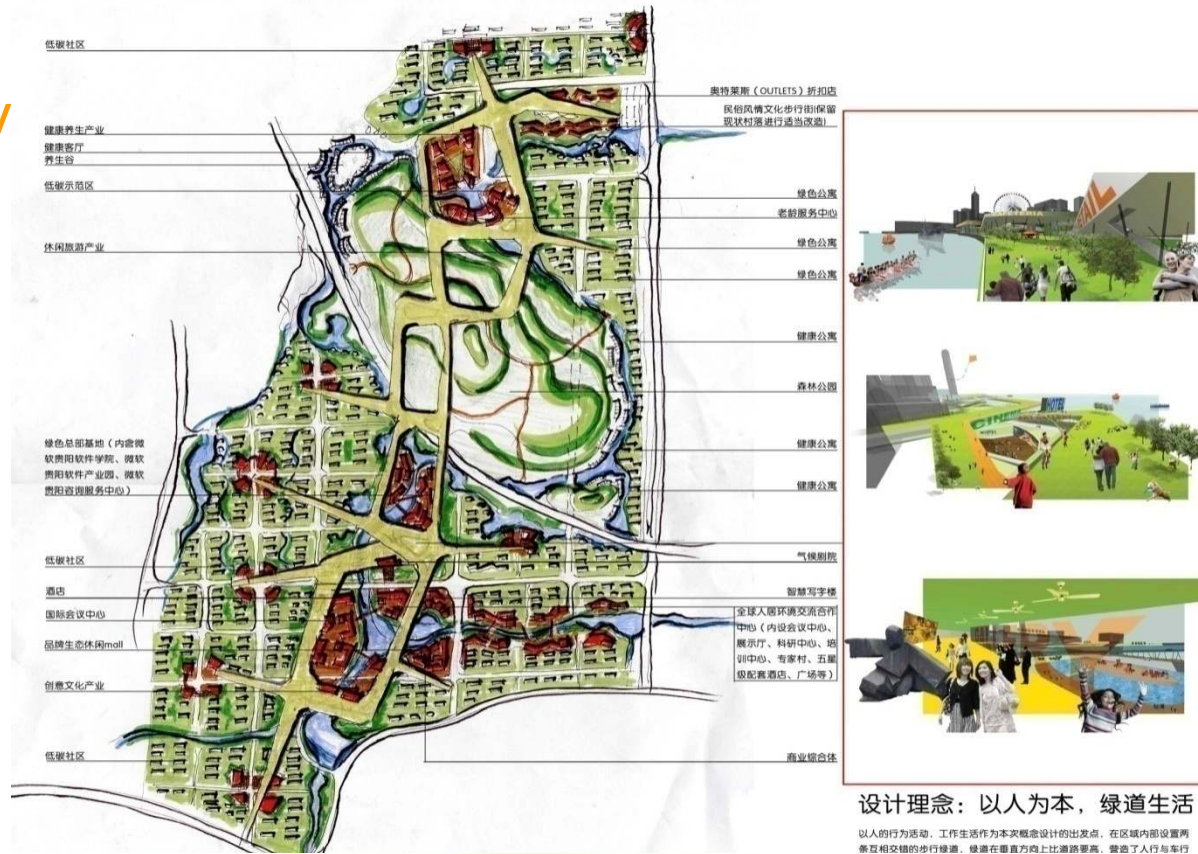 低碳社区
健康养生产业
健康客厅
养生谷
低碳示范区
休闲旅游产业
绿色总部基地（内含微
软贵阳软件学院、微软
贵阳软件产业园、微软
贵阳咨询服务中心）
低碳社区
酒店
国际会议中心
品牌生态休闲mall
创意文化产业
低碳社区
奥特莱斯（OUTLETS）折扣店
民俗风情文化步行街(保留
现状村落进行适当改造)
绿色公寓
老龄服务中心
绿色公寓
绿色公寓
健康公寓
森林公园
健康公寓
健康公寓
气候剧院
智慧写字楼
全球人居环境交流合作
中心（内设会议中心、
展示厅、科研中心、培
训中心、专家村、五星
级配套酒店、广场等）
商业综合体
CINEMA
HOTEL
设计理念：以人为本，绿道生活
以人的行为活动、工作生活作为本次概念设计的出发点，在区域内部设置两
条互相交错的步行绿道，绿道在垂直方向上比道路要高，营造了人行与车行